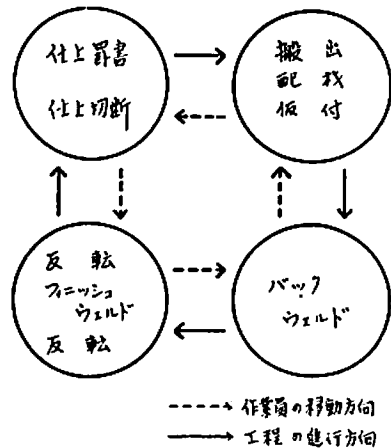 仕上罫書
仕上切断
搬出
配材
仮付
反転
フィニッシュ
ウェルド
反転
バック
ウェルド
作業員の移動方向
工程の進行方向